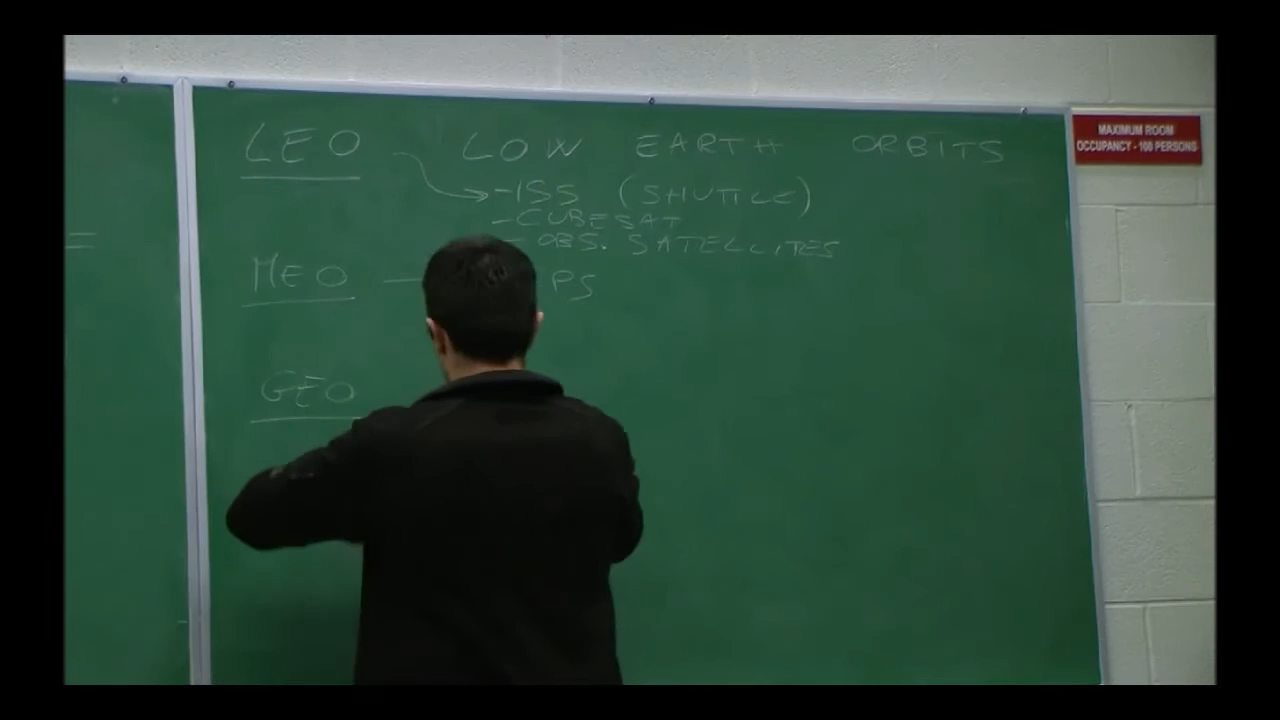 LEO LOW EARTH ORBITS
-ISS (SHUTTLE)
-CUBESAT
- OBS. SATELLITES
=
MEO — PS
GEO
MAXIMUM ROOM
OCCUPANCY - 108 PERSONS